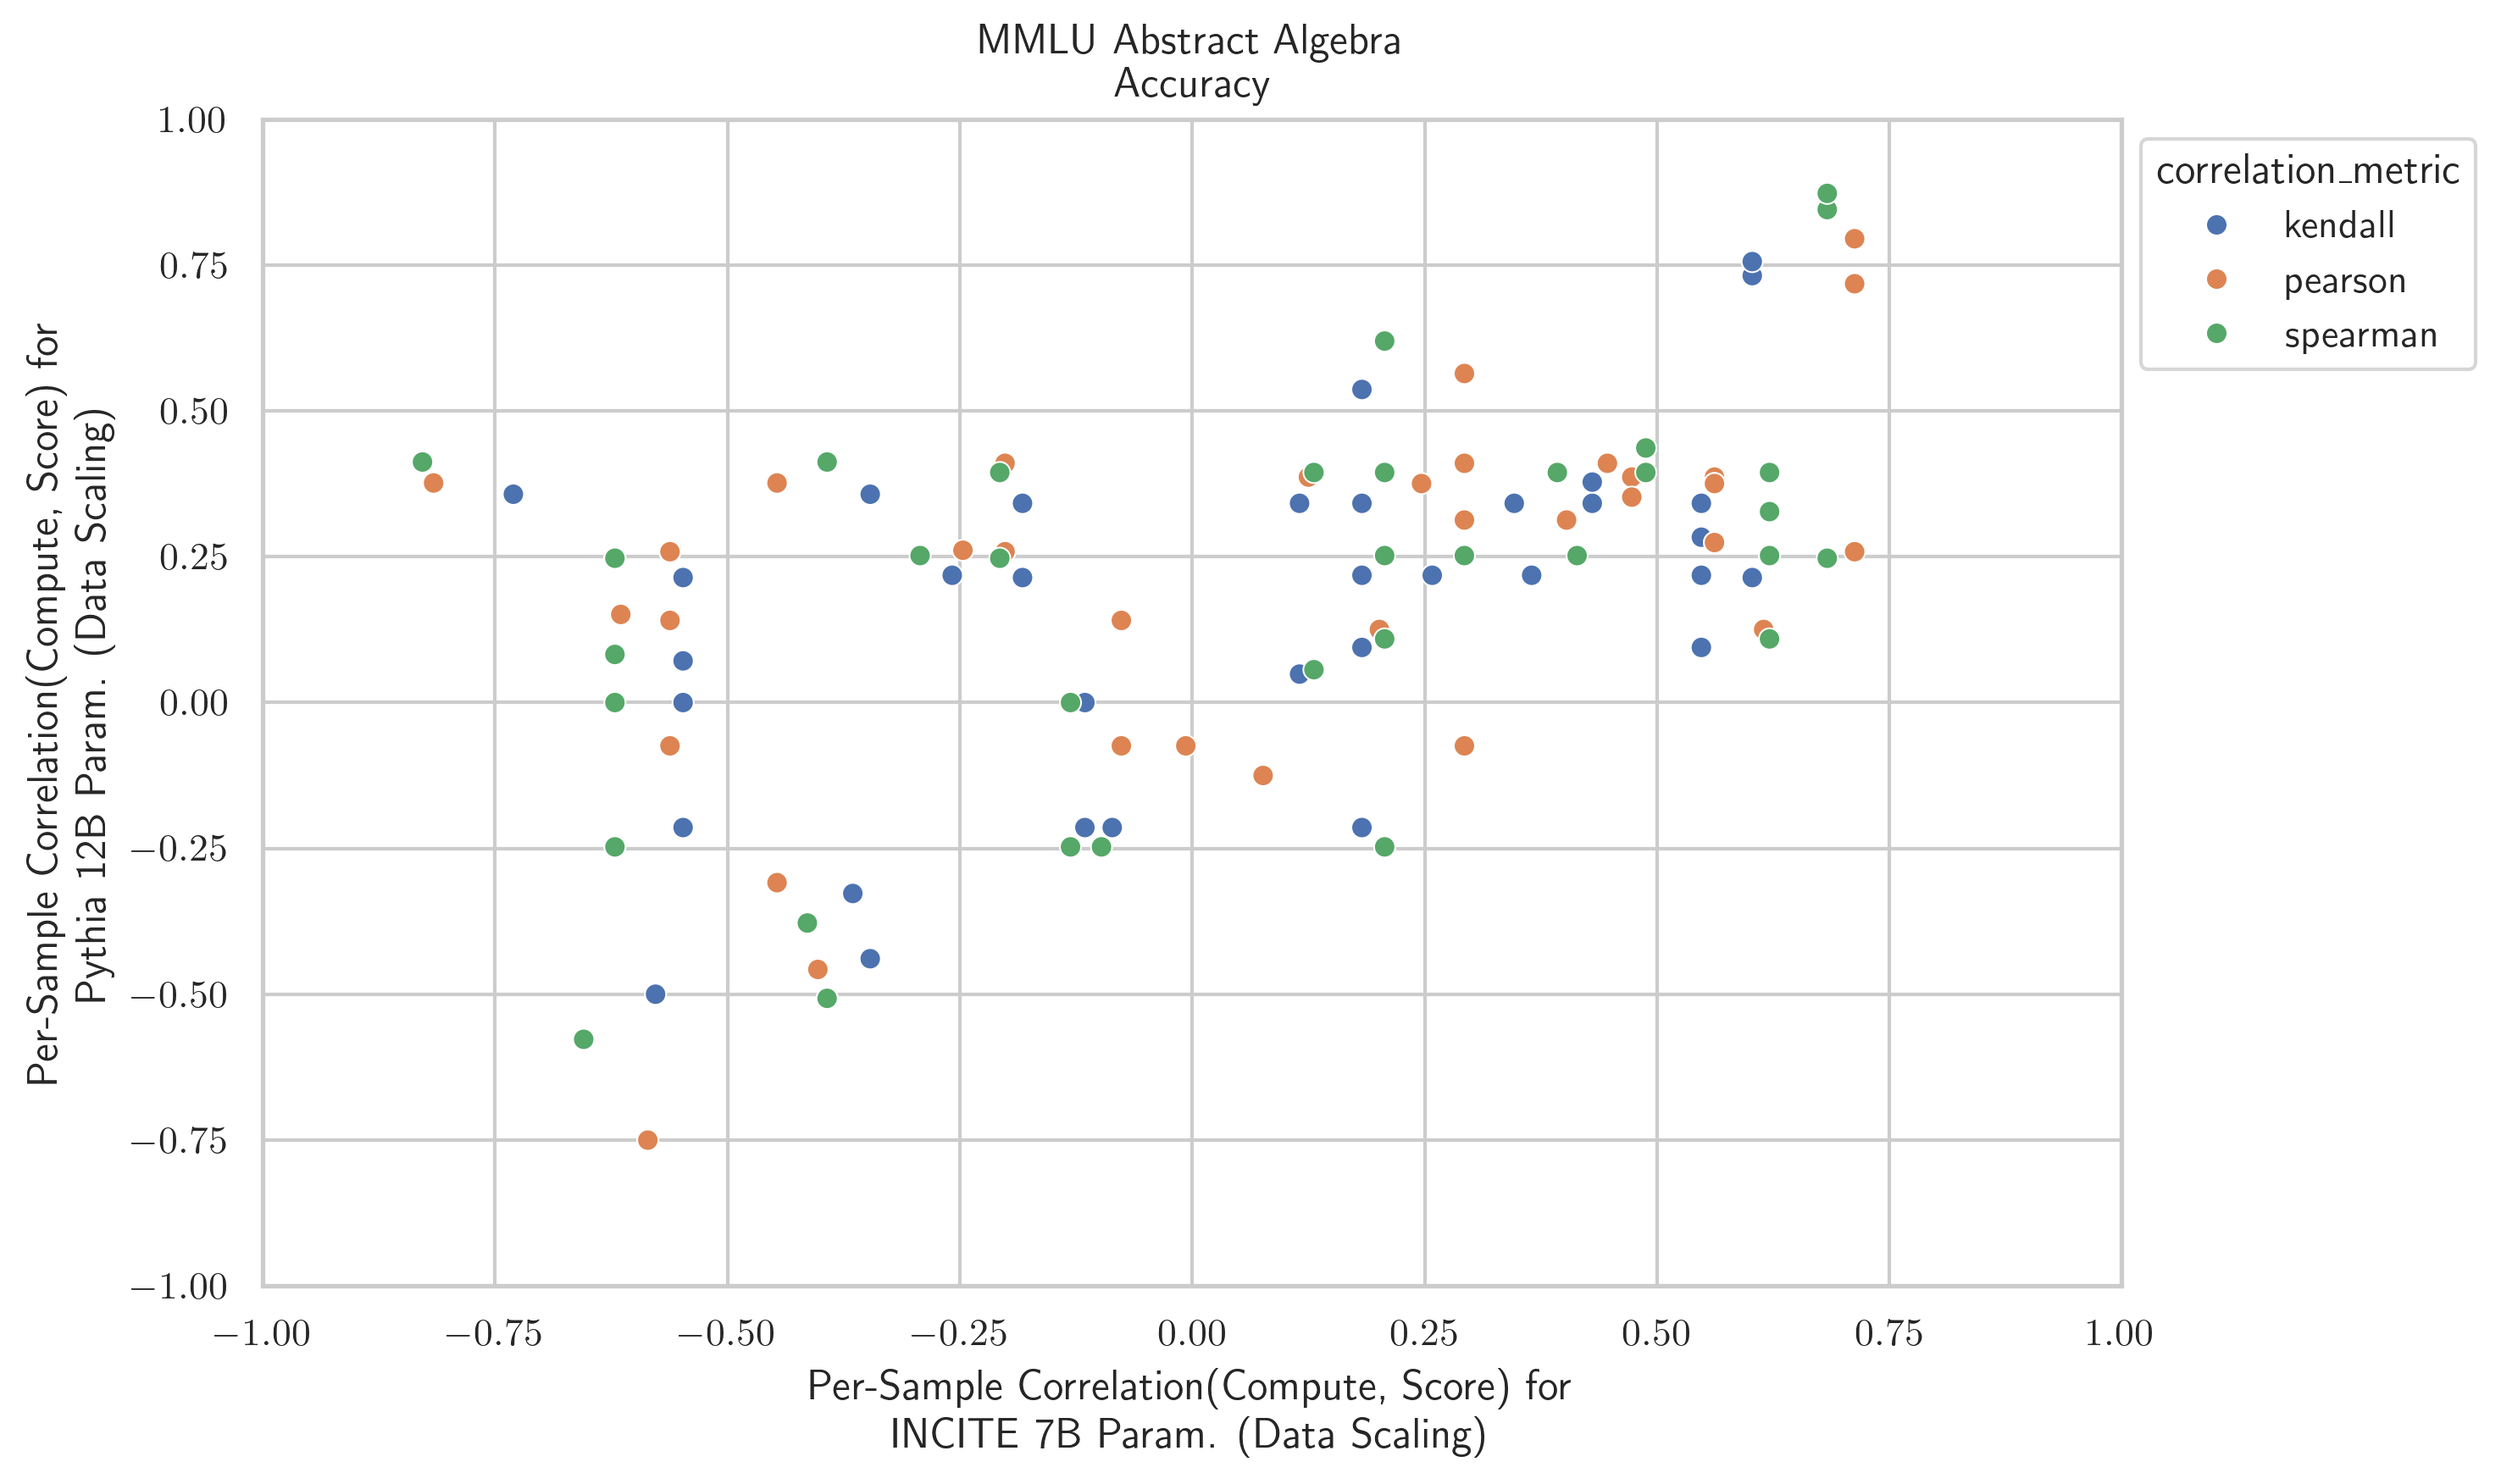 MMLU Abstract Algebra
Accuracy
Per-Sample Correlation(Compute, Score) for
Pythia 12B Param. (Data Scaling)
1.00
0.75
0.50
0.25
0.00
−0.25
−0.50
−0.75
−1.00
−1.00 −0.75 −0.50 −0.25 0.00 0.25 0.50 0.75 1.00
Per-Sample Correlation(Compute, Score) for
INCITE 7B Param. (Data Scaling)
correlation_metric
kendall
pearson
spearman